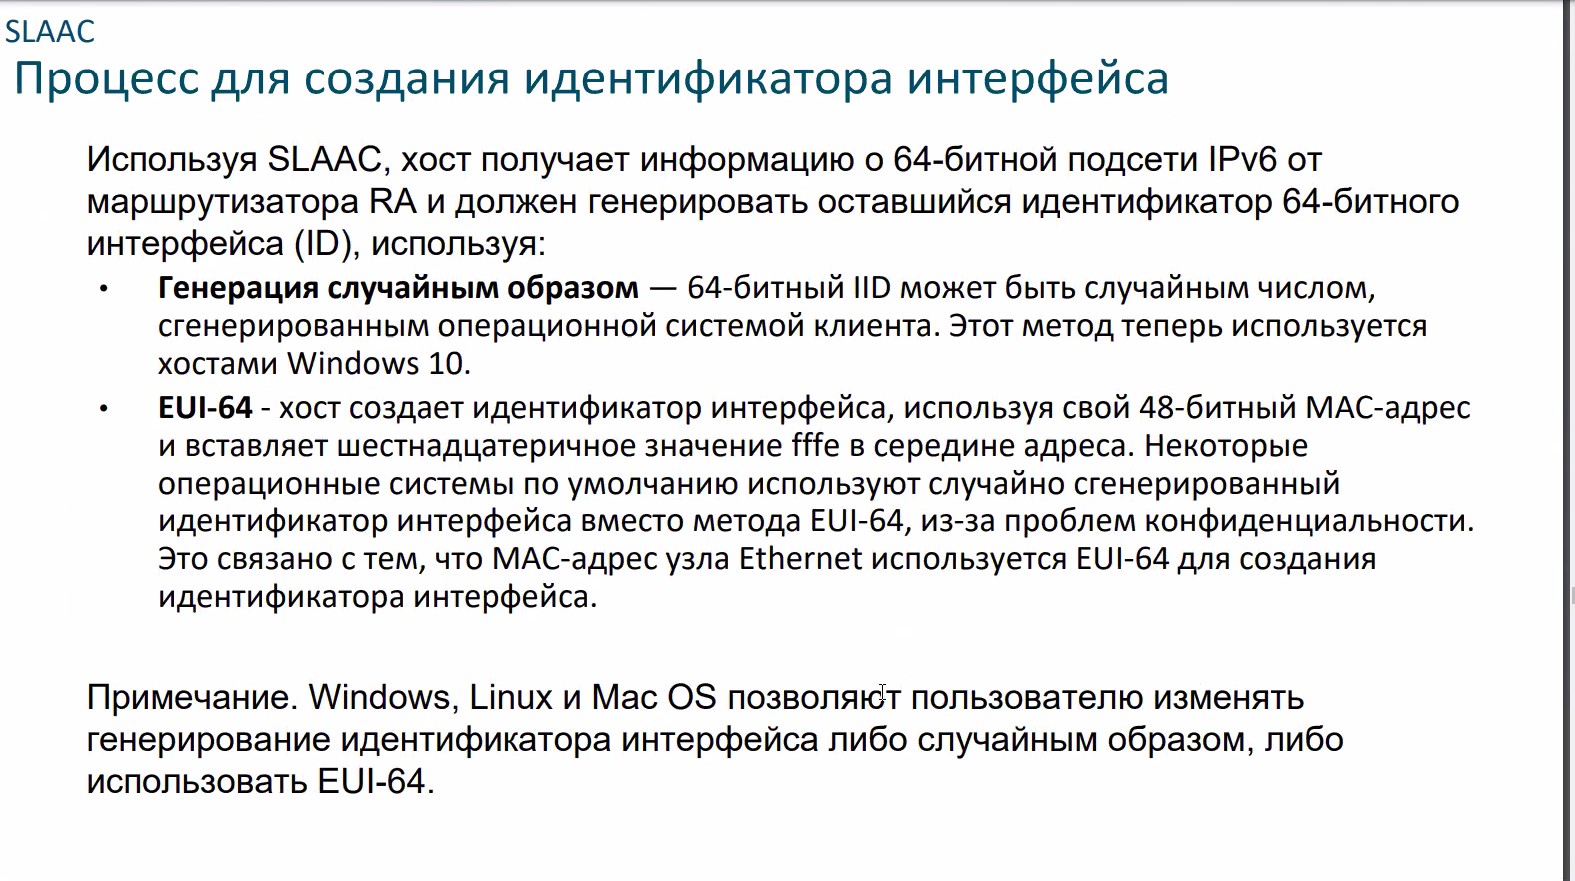 SLAAC
Процесс для создания идентификатора интерфейса
Используя SLAAC, хост получает информацию о 64-битной подсети IPv6 от
маршрутизатора RA и должен генерировать оставшийся идентификатор 64-битного
интерфейса (ID), используя:
• Генерация случайным образом — 64-битный IID может быть случайным числом,
сгенерированным операционной системой клиента. Этот метод теперь используется
хостами Windows 10.
• EUI-64 - хост создает идентификатор интерфейса, используя свой 48-битный MAC-адрес
и вставляет шестнадцатеричное значение fffe в середине адреса. Некоторые
операционные системы по умолчанию используют случайно сгенерированный
идентификатор интерфейса вместо метода EUI-64, из-за проблем конфиденциальности.
Это связано с тем, что MAC-адрес узла Ethernet используется EUI-64 для создания
идентификатора интерфейса.
Примечание. Windows, Linux и Mac OS позволяют пользователю изменять
генерирование идентификатора интерфейса либо случайным образом, либо
использовать EUI-64.